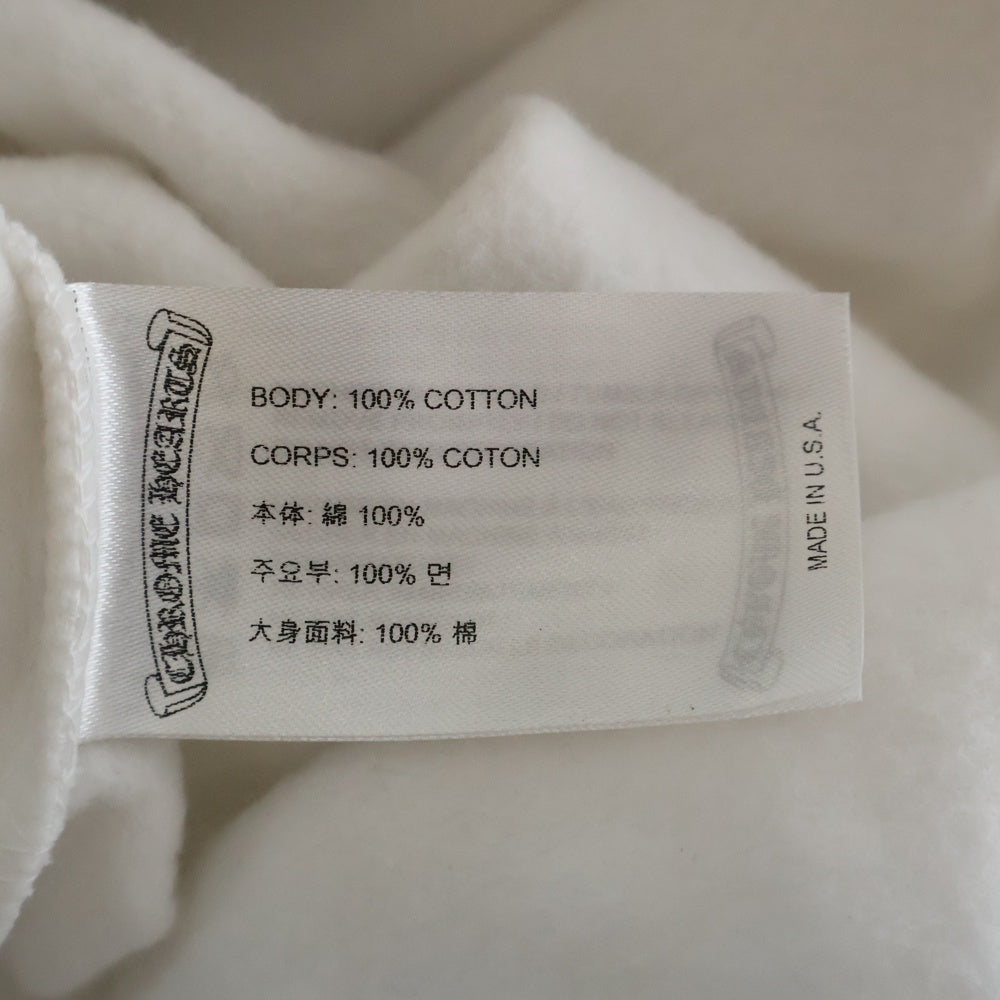 CHROME HEARTS
BODY: 100% COTTON
CORPS: 100% COTON
本体: 綿 100%
주요부: 100% 면
大身面料: 100% 棉
MADE IN U.S.A.